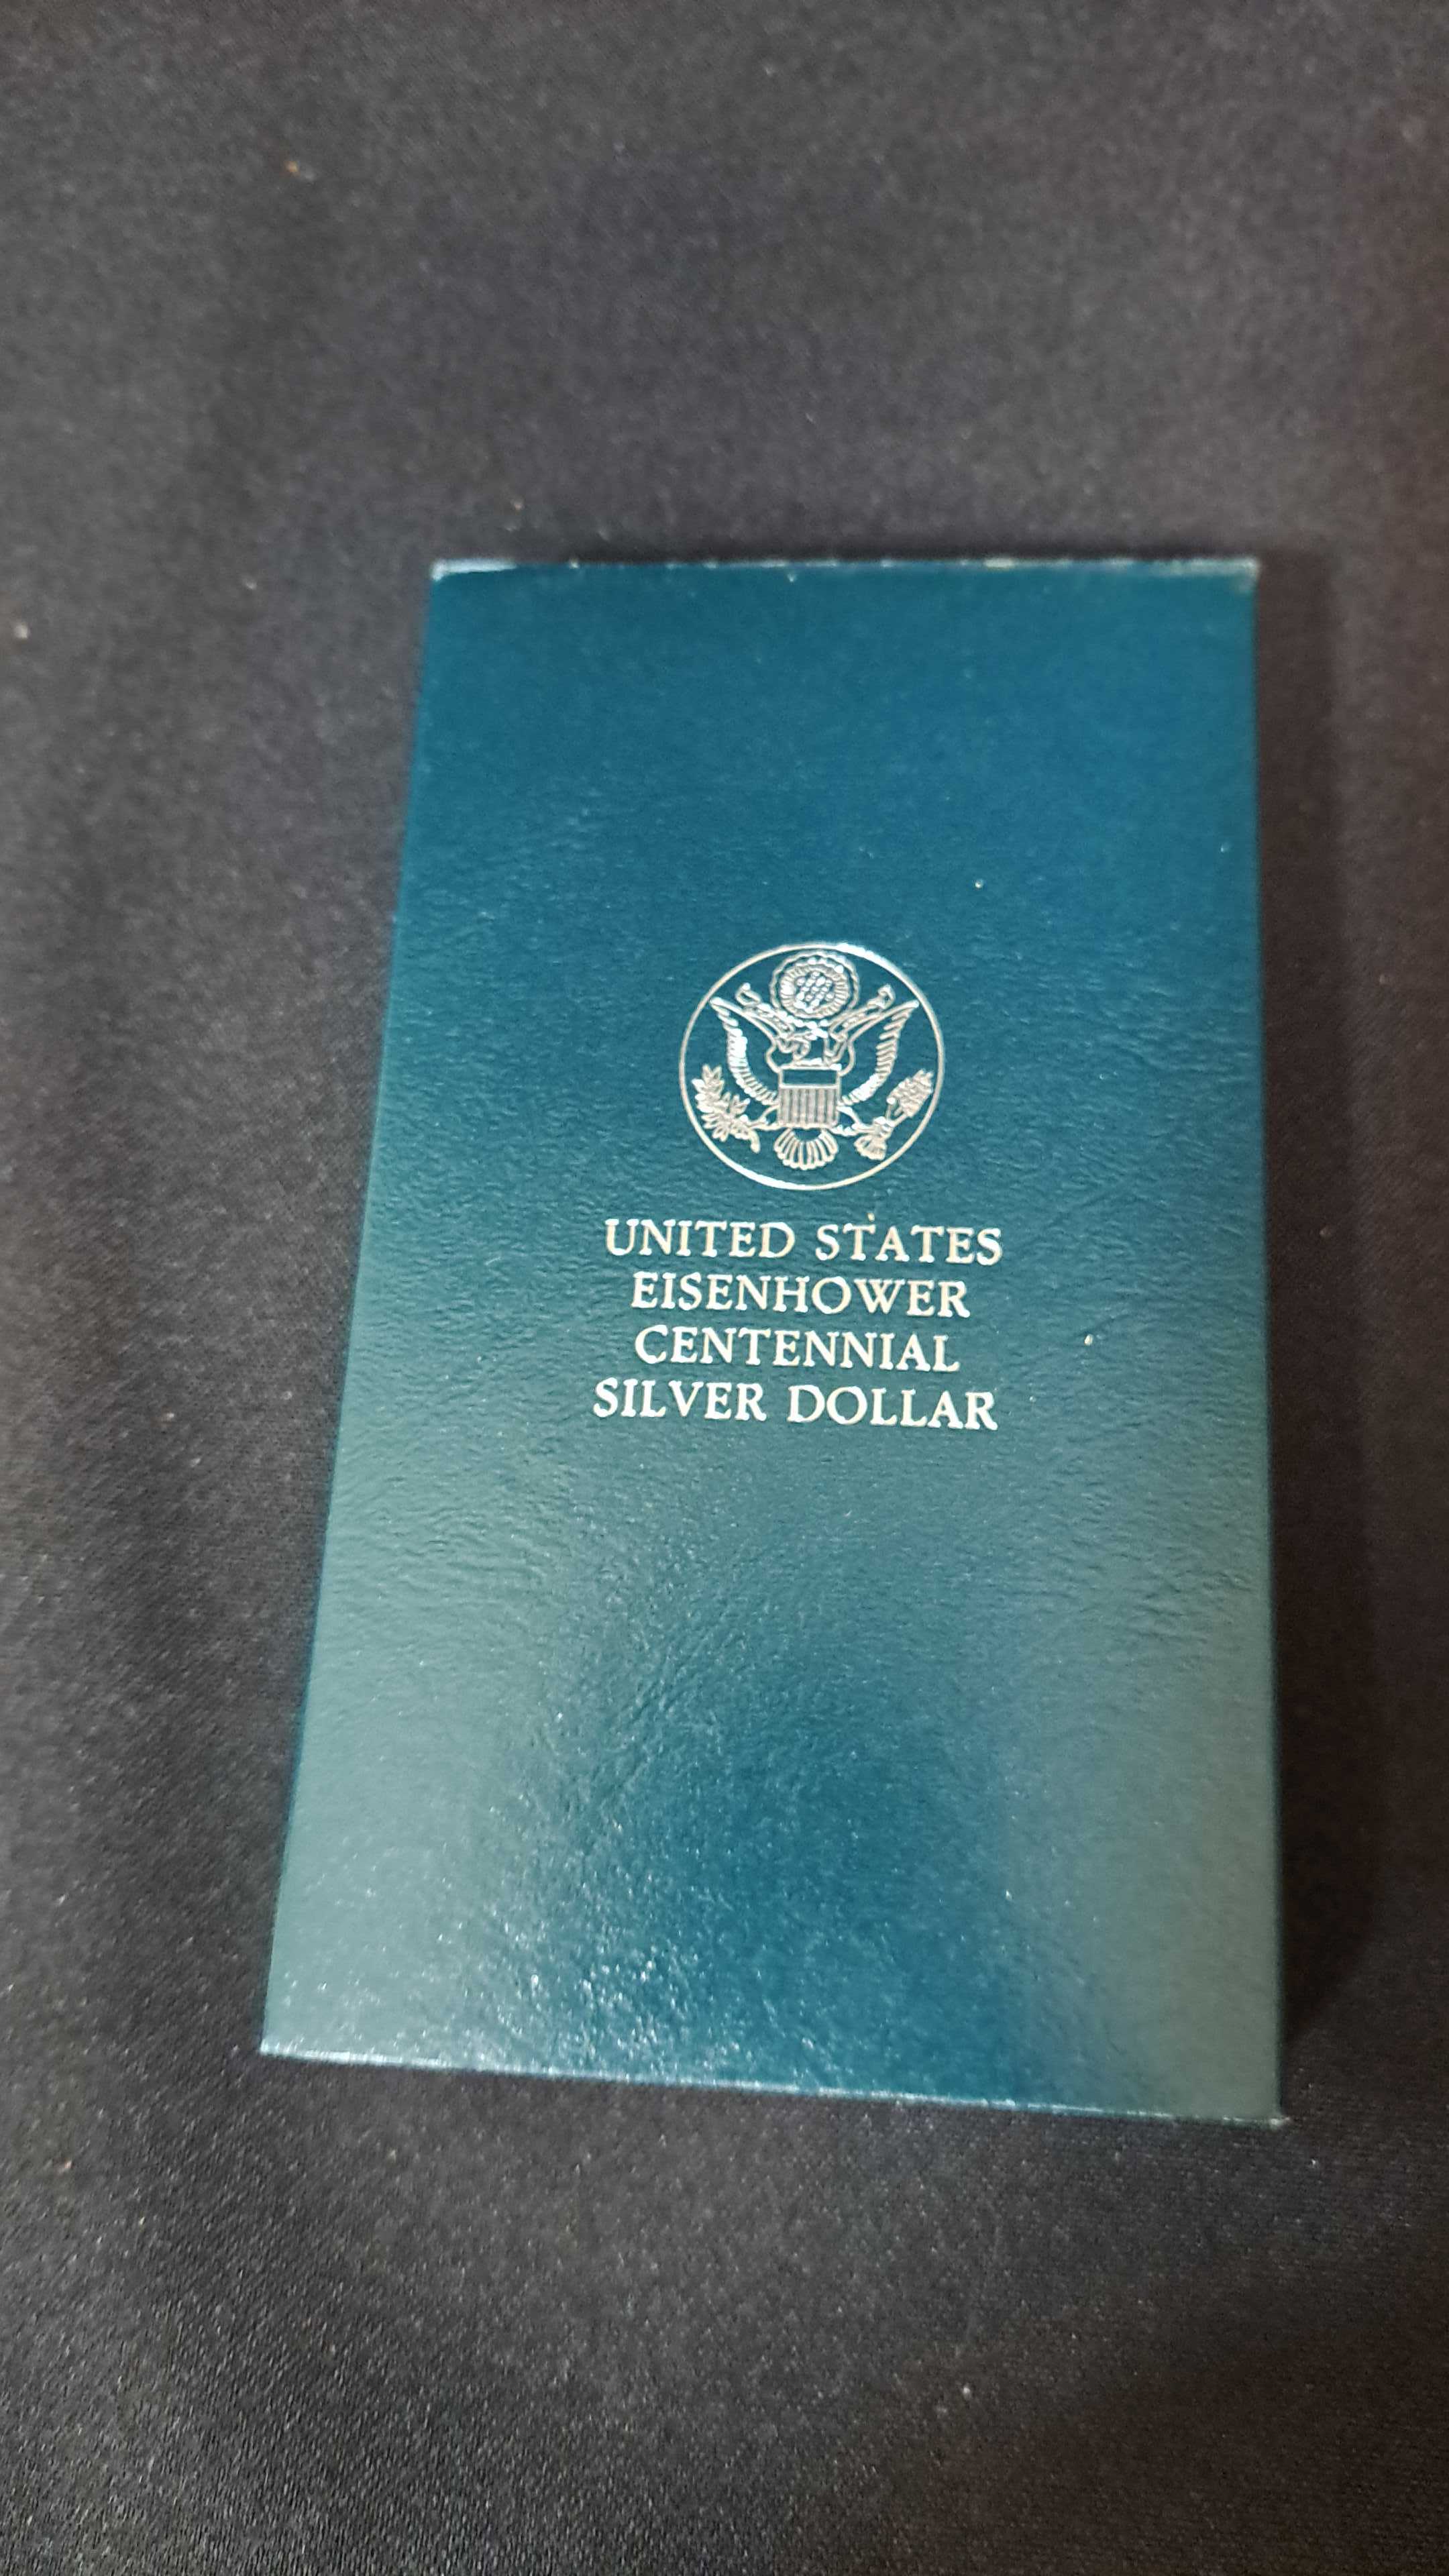 UNITED STATES
EISENHOWER
CENTENNIAL
SILVER DOLLAR